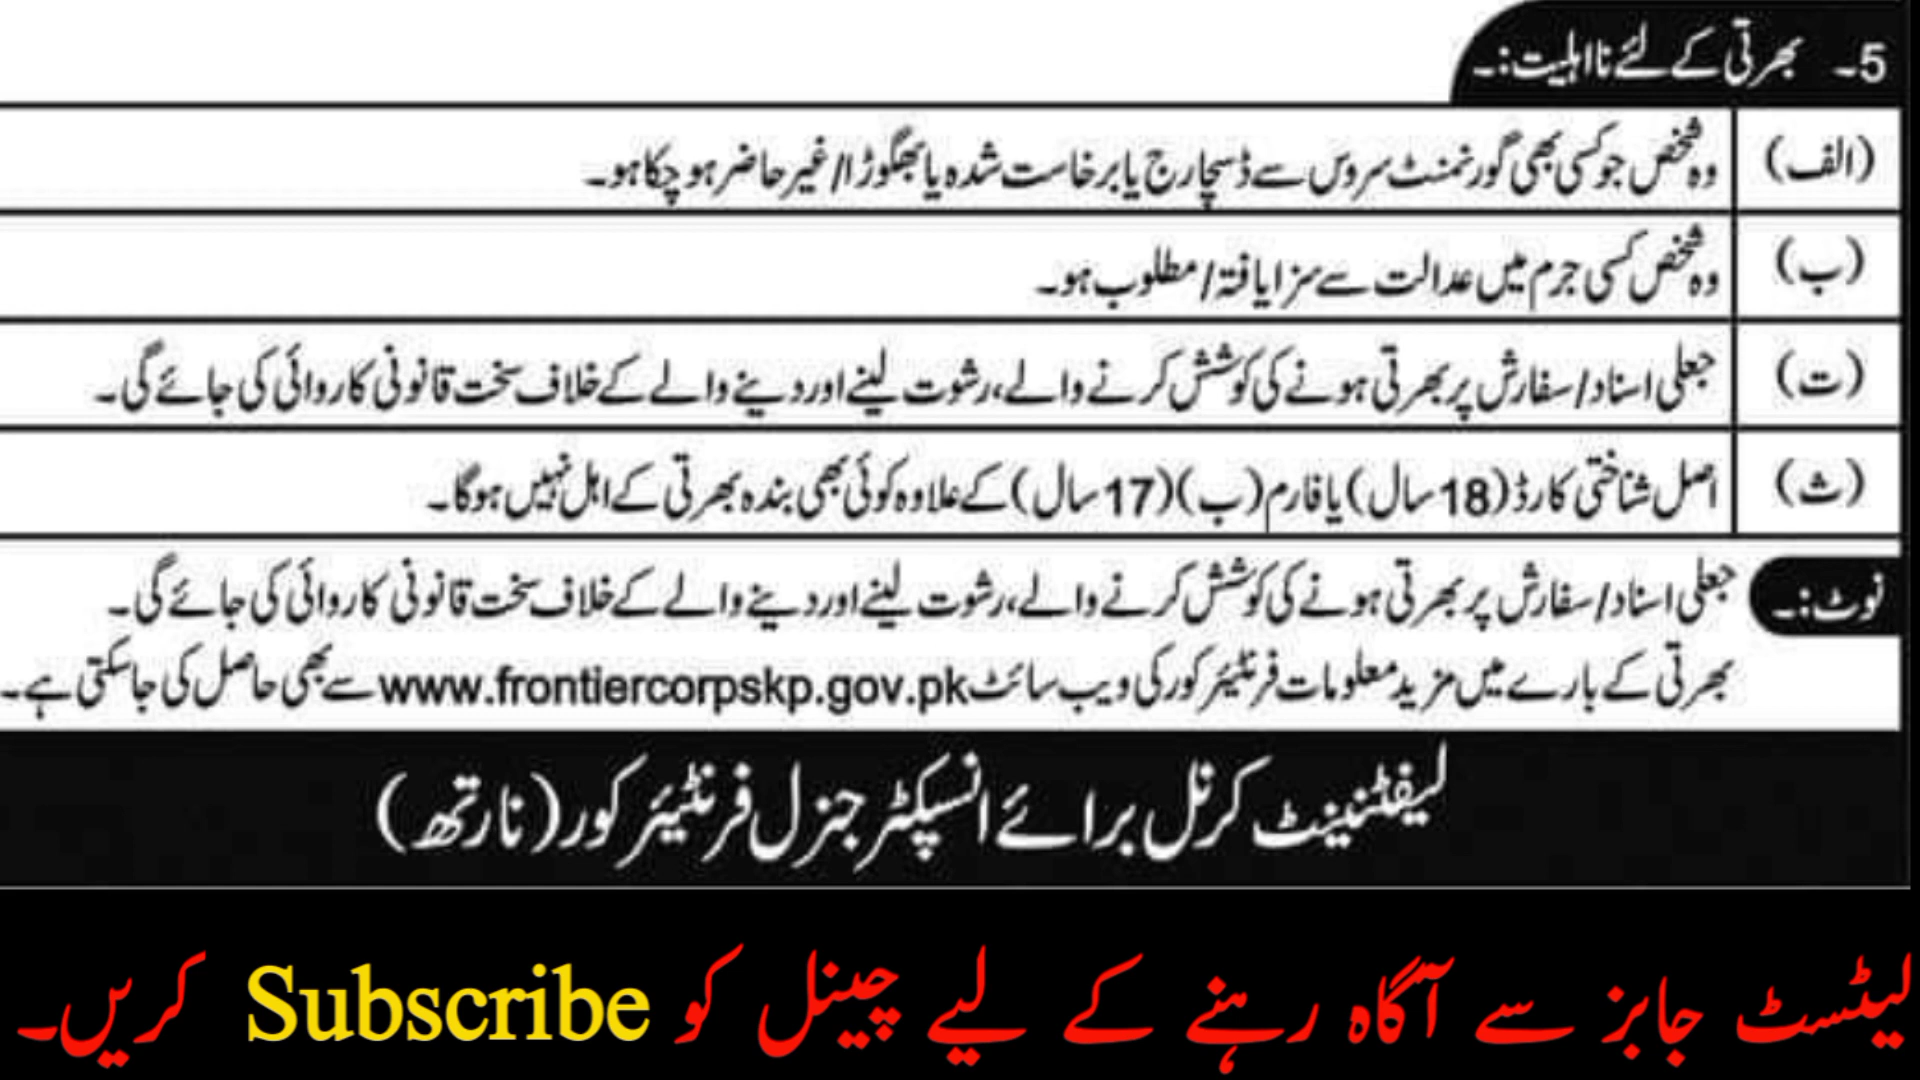 5۔ بھرتی کے لئے نااہلیت:۔
(الف) وہ شخص جو کسی بھی گورنمنٹ سروس سے ڈسچارج یا برخاست شدہ یا بھگوڑا/غیر حاضر ہو چکا ہو۔
(ب) وہ شخص کسی جرم میں عدالت سے سزا یافتہ/مطلوب ہو۔
(ت) جعلی اسناد/سفارش پر بھرتی ہونے کی کوشش کرنے والے،رشوت لینے اور دینے والے کے خلاف سخت قانونی کاروائی کی جائے گی۔
(ث) اصل شناختی کارڈ (18 سال) یا فارم (ب) (17 سال) کے علاوہ کوئی بھی بندہ بھرتی کے اہل نہیں ہوگا۔
نوٹ:۔ جعلی اسناد/سفارش پر بھرتی ہونے کی کوشش کرنے والے،رشوت لینے اور دینے والے کے خلاف سخت قانونی کاروائی کی جائے گی۔
بھرتی کے بارے میں مزید معلومات فرنٹیئر کور کی ویب سائٹ www.frontiercorpskp.gov.pk سے بھی حاصل کی جاسکتی ہے۔
لیفٹنینٹ کرنل برائے انسپکٹر جنرل فرنٹیئر کور (نارتھ)
لیٹسٹ جابز سے آگاہ رہنے کے لیے چینل کو Subscribe کریں۔